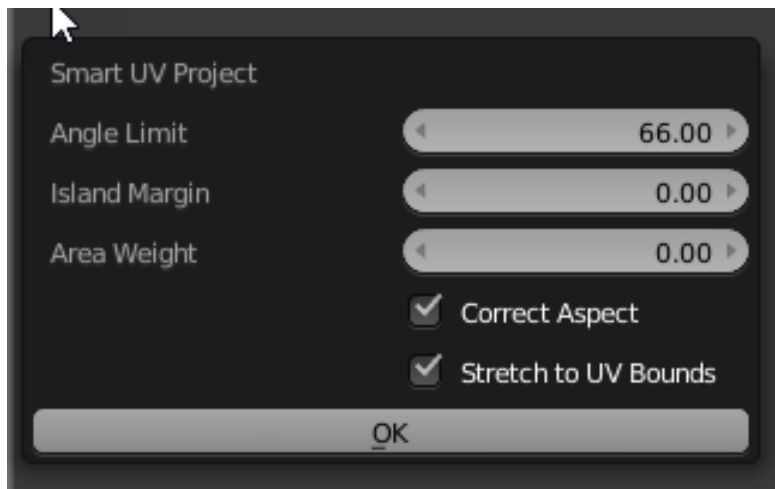 Smart UV Project
Angle Limit 66.00
Island Margin 0.00
Area Weight 0.00
Correct Aspect
Stretch to UV Bounds
OK